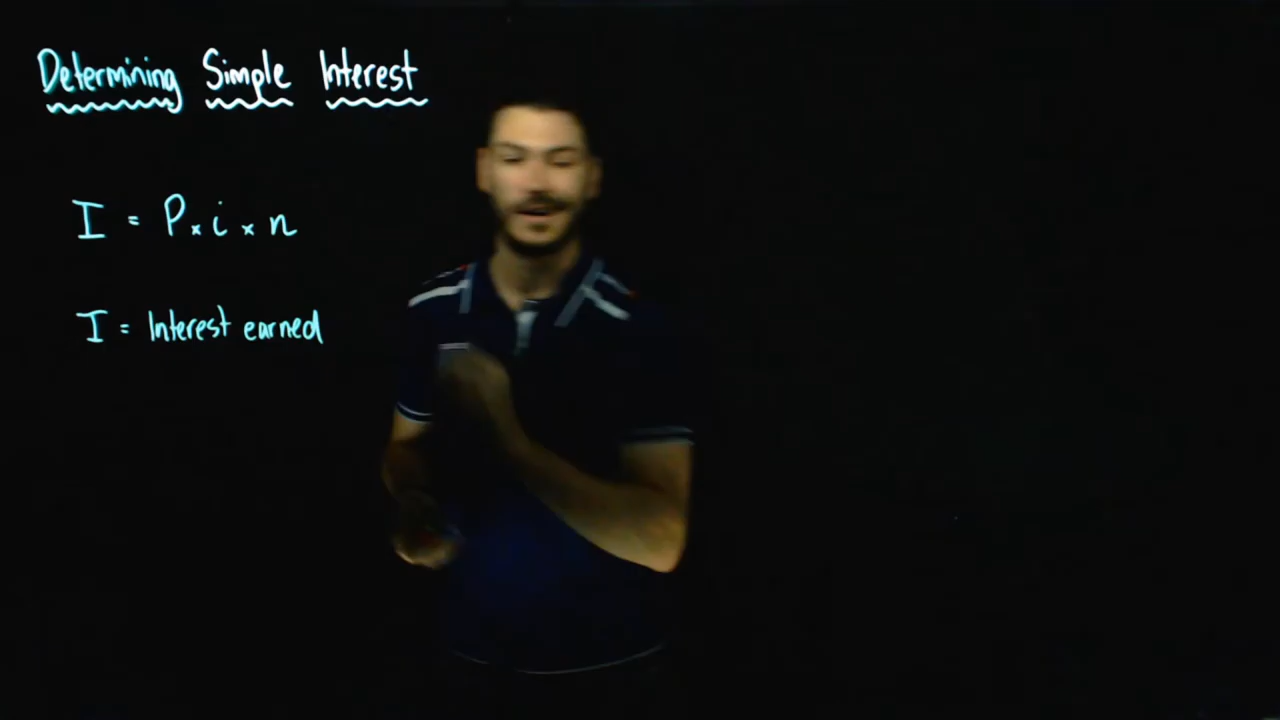 Determining Simple Interest
I = P × i × n
I = Interest earned